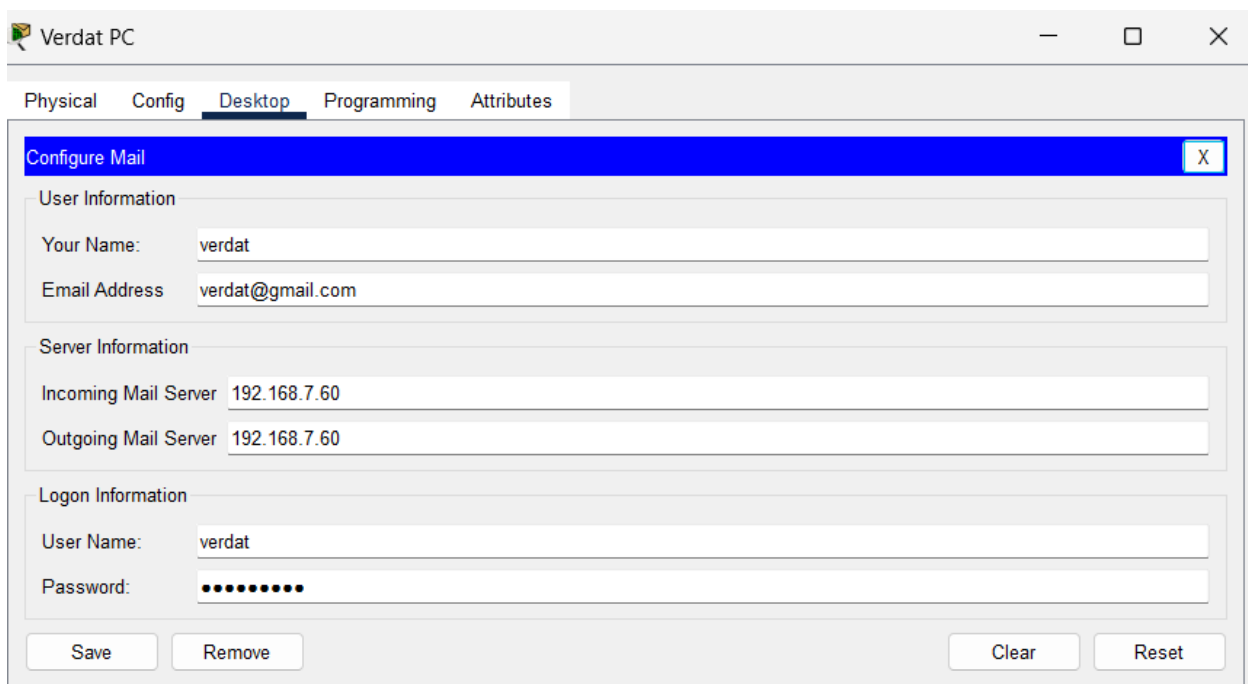 Verdat PC
Physical Config Desktop Programming Attributes
Configure Mail X
User Information
Your Name: verdat
Email Address verdat@gmail.com
Server Information
Incoming Mail Server 192.168.7.60
Outgoing Mail Server 192.168.7.60
Logon Information
User Name: verdat
Password: •••••••••
Save Remove Clear Reset